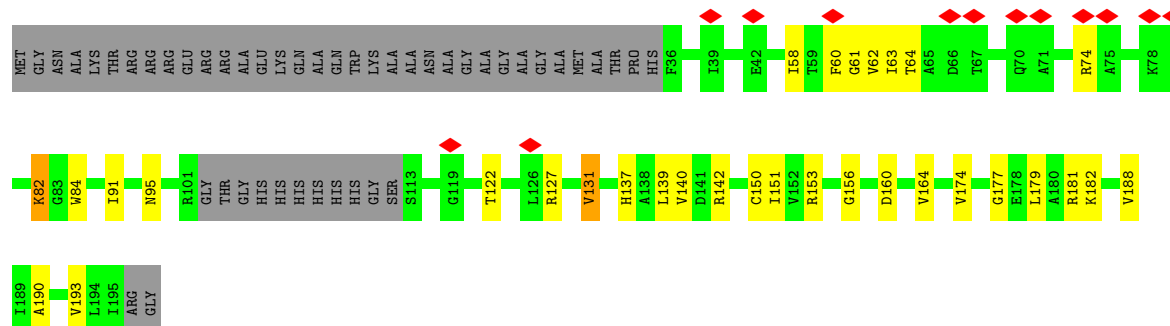 MET GLY ASN ALA LYS THR ARG ARG ARG GLU ARG ARG ALA GLU LYS GLN ALA GLN TRP LYS ALA ALA ASN ALA GLY ALA GLY ALA GLY ALA MET ALA THR PRO HIS F36 I39 E42 I58 T59 F60 G61 V62 I63 T64 A65 D66 T67 Q70 A71 R74 A75 K78
K82 G83 W84 I91 N95 R101 GLY THR GLY HIS HIS HIS HIS HIS HIS GLY SER S113 G119 T122 L126 R127 V131 H137 A138 L139 V140 D141 R142 C150 I151 V152 R153 G156 D160 V164 V174 G177 E178 L179 A180 R181 K182 V188
I189 A190 V193 L194 I195 ARG GLY